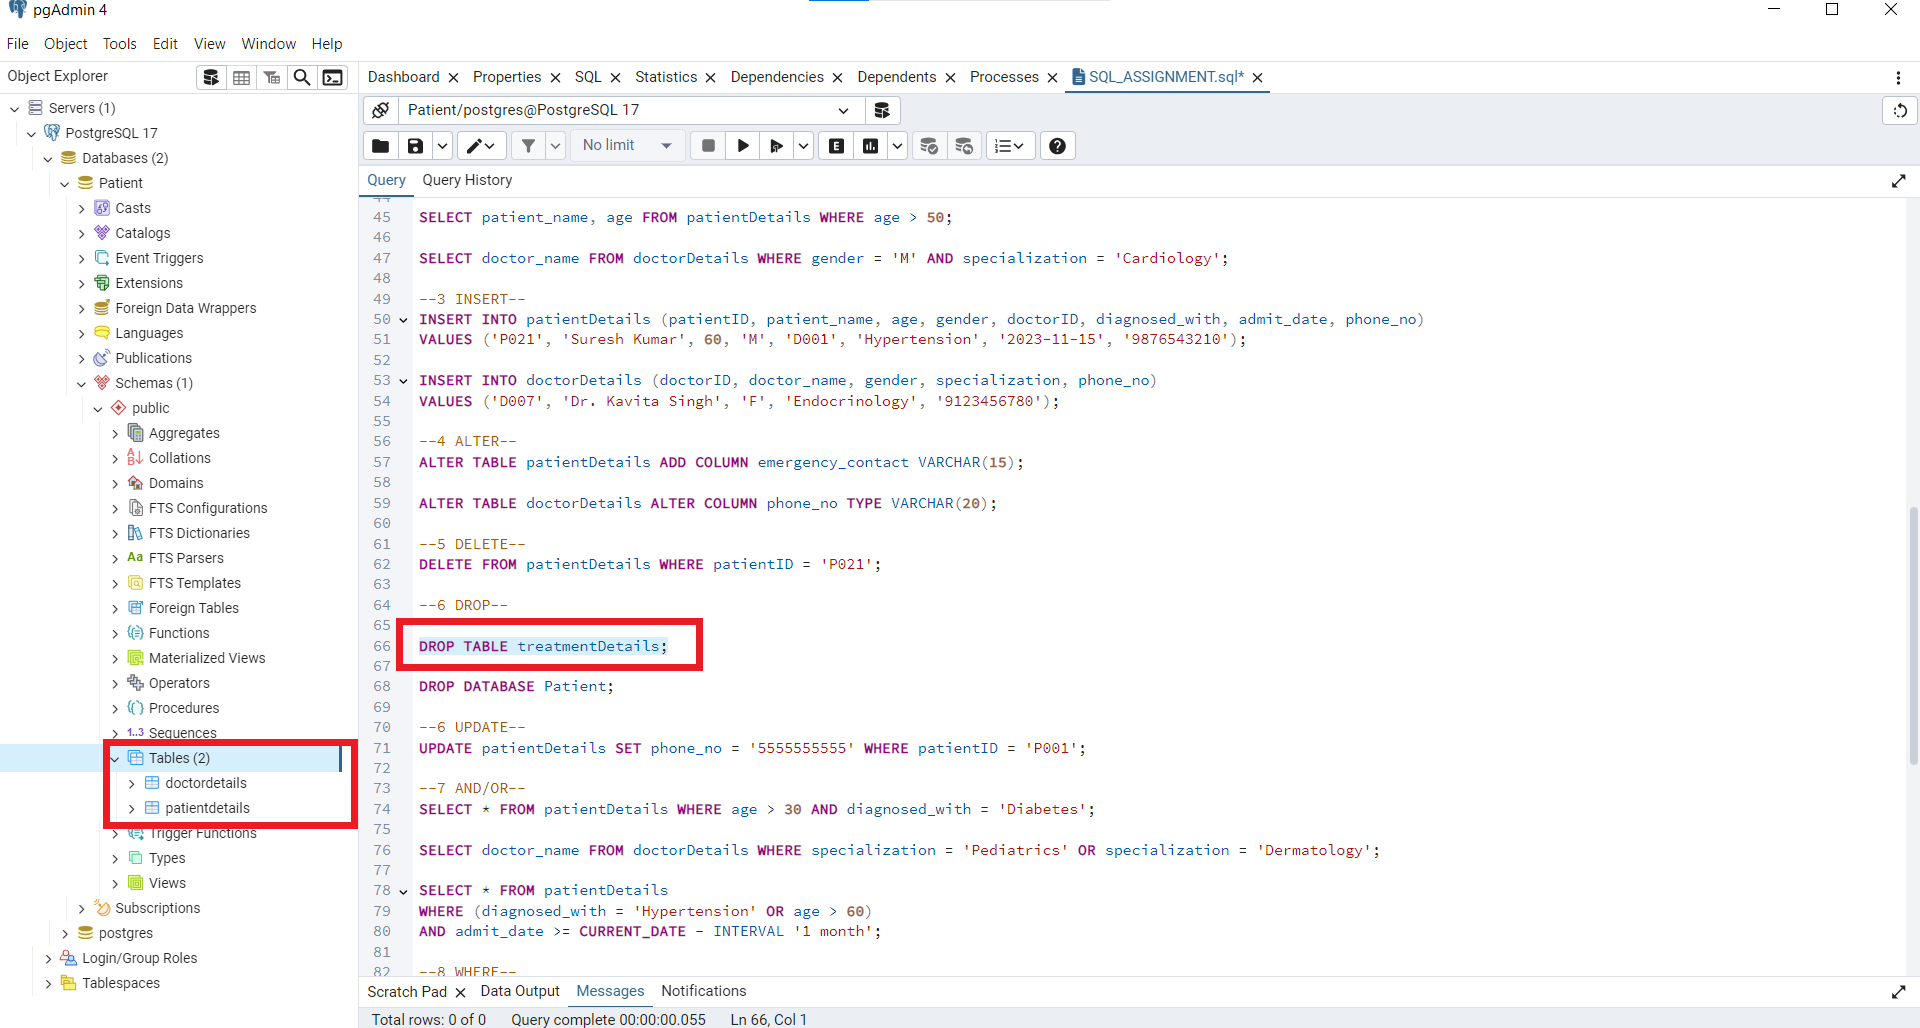 pgAdmin 4
File Object Tools Edit View Window Help
Object Explorer
Servers (1)
PostgreSQL 17
Databases (2)
Patient
Casts
Catalogs
Event Triggers
Extensions
Foreign Data Wrappers
Languages
Publications
Schemas (1)
public
Aggregates
Collations
Domains
FTS Configurations
FTS Dictionaries
Aa FTS Parsers
FTS Templates
Foreign Tables
Functions
Materialized Views
Operators
Procedures
1..3 Sequences
Tables (2)
doctordetails
patientdetails
Trigger Functions
Types
Views
Subscriptions
postgres
Login/Group Roles
Tablespaces
Dashboard Properties SQL Statistics Dependencies Dependents Processes SQL_ASSIGNMENT.sql*
Patient/postgres@PostgreSQL 17
No limit E
Query Query History
44
45 SELECT patient_name, age FROM patientDetails WHERE age > 50;
46
47 SELECT doctor_name FROM doctorDetails WHERE gender = 'M' AND specialization = 'Cardiology';
48
49 --3 INSERT--
50 INSERT INTO patientDetails (patientID, patient_name, age, gender, doctorID, diagnosed_with, admit_date, phone_no)
51 VALUES ('P021', 'Suresh Kumar', 60, 'M', 'D001', 'Hypertension', '2023-11-15', '9876543210');
52
53 INSERT INTO doctorDetails (doctorID, doctor_name, gender, specialization, phone_no)
54 VALUES ('D007', 'Dr. Kavita Singh', 'F', 'Endocrinology', '9123456780');
55
56 --4 ALTER--
57 ALTER TABLE patientDetails ADD COLUMN emergency_contact VARCHAR(15);
58
59 ALTER TABLE doctorDetails ALTER COLUMN phone_no TYPE VARCHAR(20);
60
61 --5 DELETE--
62 DELETE FROM patientDetails WHERE patientID = 'P021';
63
64 --6 DROP--
65
66 DROP TABLE treatmentDetails;
67
68 DROP DATABASE Patient;
69
70 --6 UPDATE--
71 UPDATE patientDetails SET phone_no = '5555555555' WHERE patientID = 'P001';
72
73 --7 AND/OR--
74 SELECT * FROM patientDetails WHERE age > 30 AND diagnosed_with = 'Diabetes';
75
76 SELECT doctor_name FROM doctorDetails WHERE specialization = 'Pediatrics' OR specialization = 'Dermatology';
77
78 SELECT * FROM patientDetails
79 WHERE (diagnosed_with = 'Hypertension' OR age > 60)
80 AND admit_date >= CURRENT_DATE - INTERVAL '1 month';
81
82 --8 WHERE--
Scratch Pad Data Output Messages Notifications
Total rows: 0 of 0 Query complete 00:00:00.055 Ln 66, Col 1